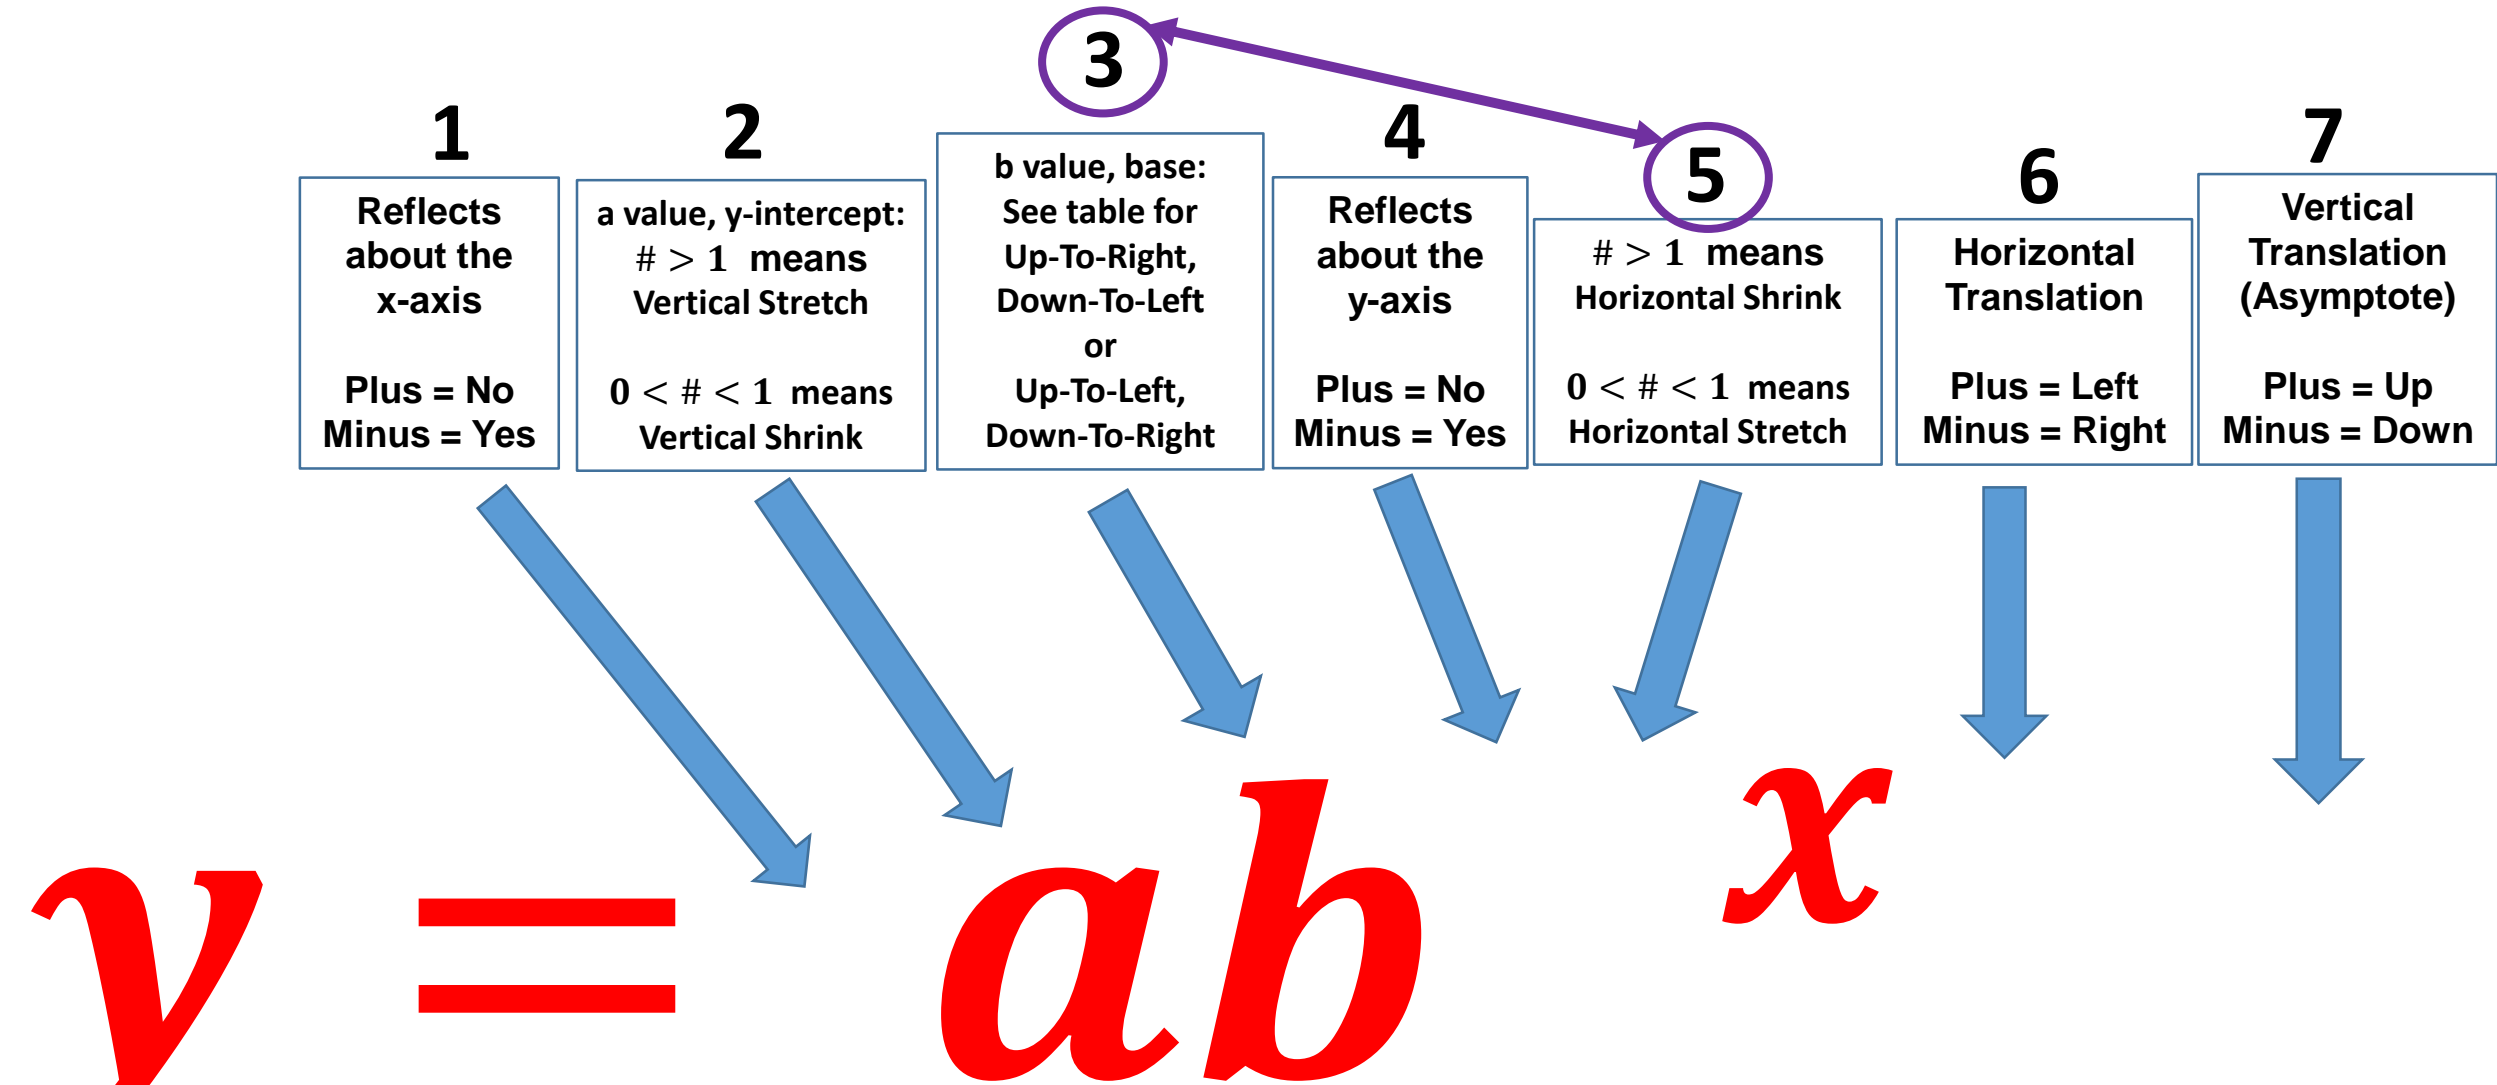 1
Reflects
about the
x-axis
Plus = No
Minus = Yes
2
a value, y-intercept:
# > 1 means
Vertical Stretch
0 < # < 1 means
Vertical Shrink
3
b value, base:
See table for
Up-To-Right,
Down-To-Left
or
Up-To-Left,
Down-To-Right
4
Reflects
about the
y-axis
Plus = No
Minus = Yes
5
# > 1 means
Horizontal Shrink
0 < # < 1 means
Horizontal Stretch
6
Horizontal
Translation
Plus = Left
Minus = Right
7
Vertical
Translation
(Asymptote)
Plus = Up
Minus = Down
y = ab^x